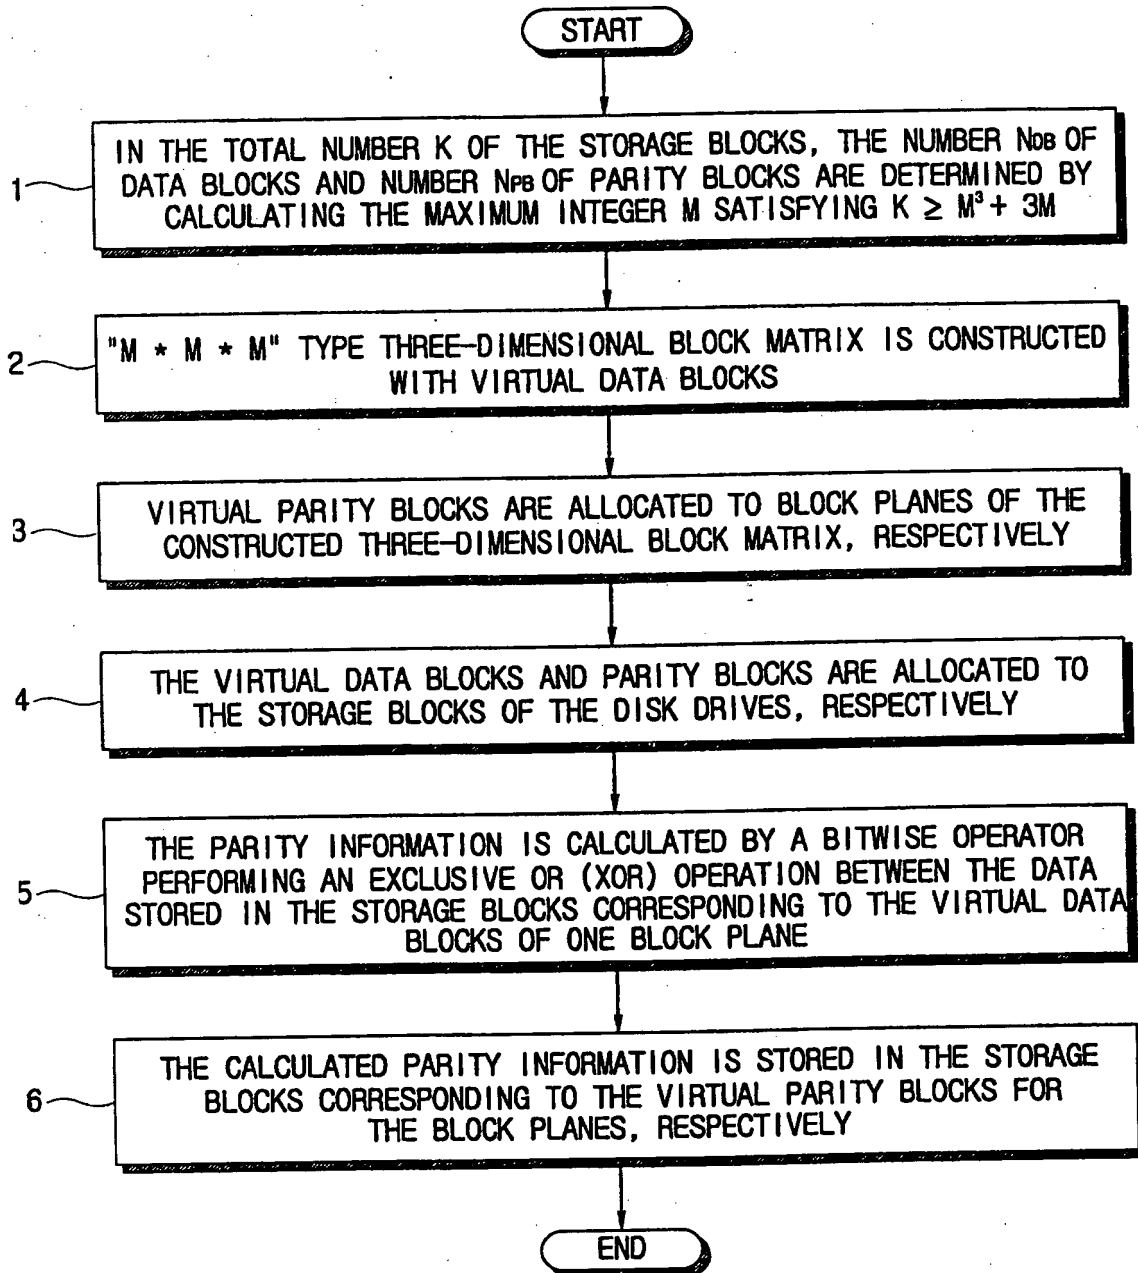 START
1
IN THE TOTAL NUMBER K OF THE STORAGE BLOCKS, THE NUMBER NDB OF
DATA BLOCKS AND NUMBER NPB OF PARITY BLOCKS ARE DETERMINED BY
CALCULATING THE MAXIMUM INTEGER M SATISFYING K ≥ M³ + 3M
2
"M * M * M" TYPE THREE-DIMENSIONAL BLOCK MATRIX IS CONSTRUCTED
WITH VIRTUAL DATA BLOCKS
3
VIRTUAL PARITY BLOCKS ARE ALLOCATED TO BLOCK PLANES OF THE
CONSTRUCTED THREE-DIMENSIONAL BLOCK MATRIX, RESPECTIVELY
4
THE VIRTUAL DATA BLOCKS AND PARITY BLOCKS ARE ALLOCATED TO
THE STORAGE BLOCKS OF THE DISK DRIVES, RESPECTIVELY
5
THE PARITY INFORMATION IS CALCULATED BY A BITWISE OPERATOR
PERFORMING AN EXCLUSIVE OR (XOR) OPERATION BETWEEN THE DATA
STORED IN THE STORAGE BLOCKS CORRESPONDING TO THE VIRTUAL DATA
BLOCKS OF ONE BLOCK PLANE
6
THE CALCULATED PARITY INFORMATION IS STORED IN THE STORAGE
BLOCKS CORRESPONDING TO THE VIRTUAL PARITY BLOCKS FOR
THE BLOCK PLANES, RESPECTIVELY
END